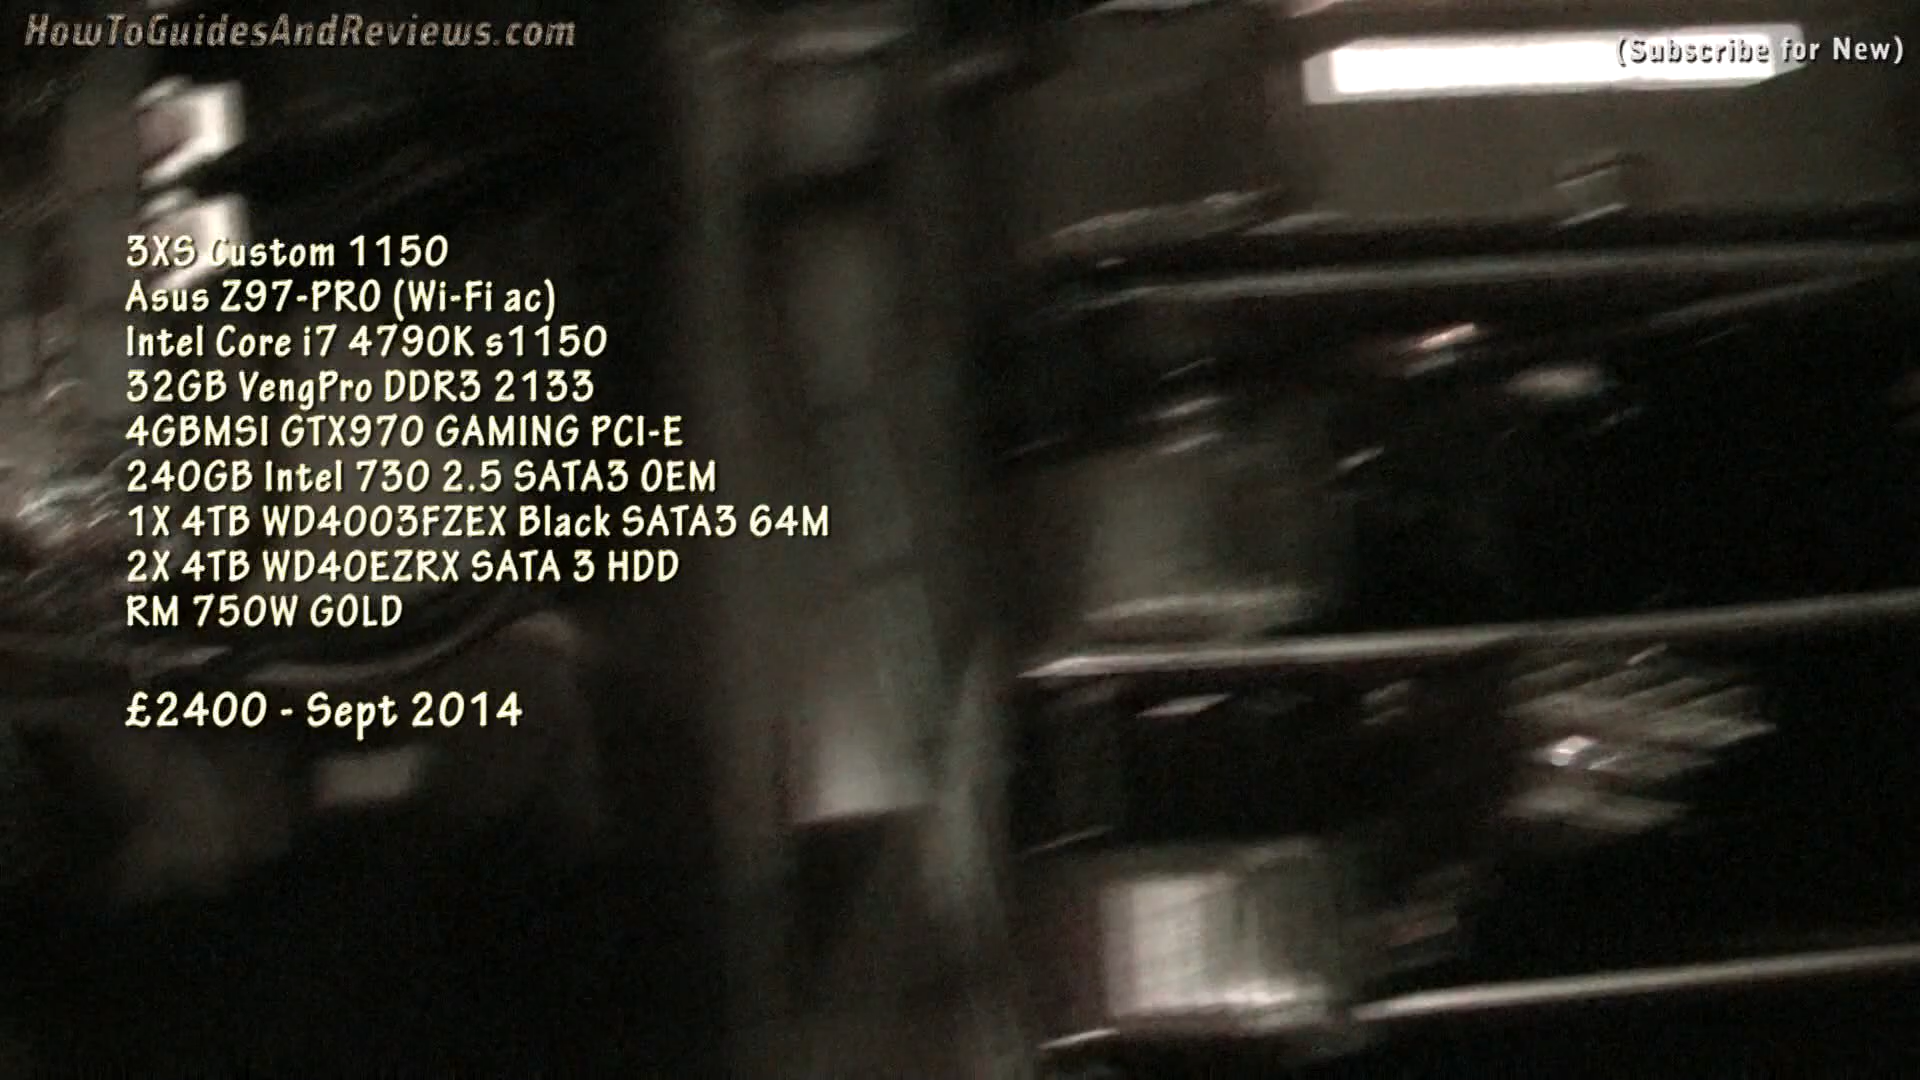 HowToGuidesAndReviews.com
(Subscribe for New)
3XS Custom 1150
Asus Z97-PRO (Wi-Fi ac)
Intel Core i7 4790K s1150
32GB VengPro DDR3 2133
4GBMSI GTX970 GAMING PCI-E
240GB Intel 730 2.5 SATA3 OEM
1X 4TB WD4003FZEX Black SATA3 64M
2X 4TB WD40EZRX SATA 3 HDD
RM 750W GOLD
£2400 - Sept 2014